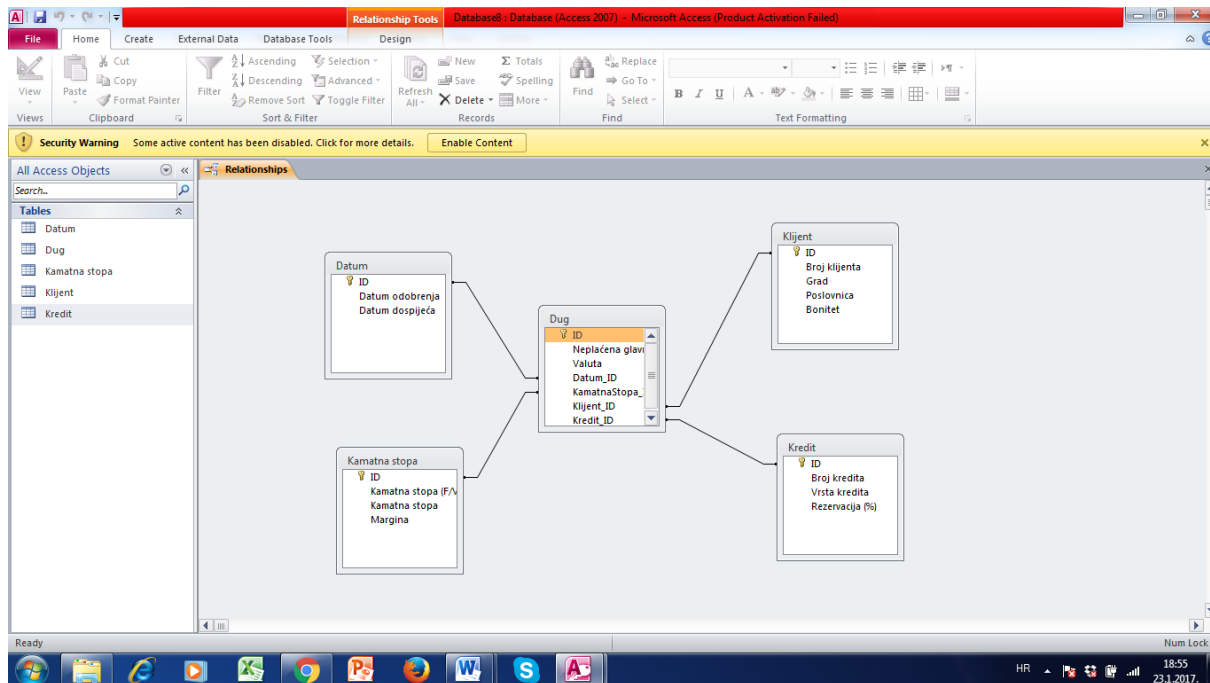 Relationship Tools
Database8 : Database (Access 2007) - Microsoft Access (Product Activation Failed)
File Home Create External Data Database Tools Design
View
Views
Paste
Cut
Copy
Format Painter
Clipboard
Filter
Ascending
Descending
Remove Sort
Selection
Advanced
Toggle Filter
Sort & Filter
Refresh All
New
Save
Delete
Totals
Spelling
More
Records
Find
Replace
Go To
Select
Find
B I U A
Text Formatting
Security Warning Some active content has been disabled. Click for more details. Enable Content
All Access Objects
Search...
Tables
Datum
Dug
Kamatna stopa
Klijent
Kredit
Relationships
Datum
ID
Datum odobrenja
Datum dospijeća
Kamatna stopa
ID
Kamatna stopa (F/V
Kamatna stopa
Margina
Dug
ID
Neplaćena glavn
Valuta
Datum_ID
KamatnaStopa_
Klijent_ID
Kredit_ID
Klijent
ID
Broj klijenta
Grad
Poslovnica
Bonitet
Kredit
ID
Broj kredita
Vrsta kredita
Rezervacija (%)
Ready
Num Lock
HR
18:55
23.1.2017.